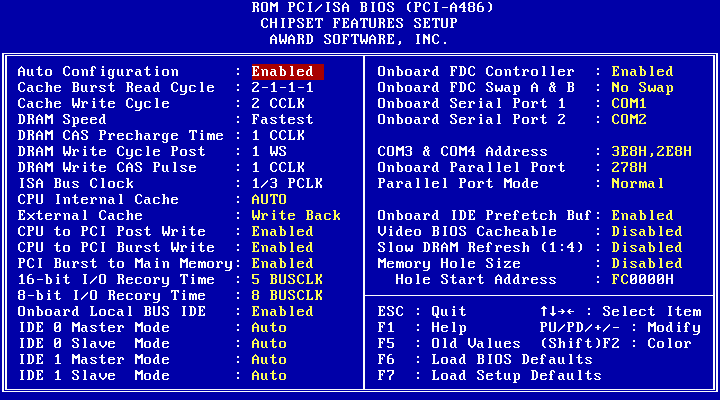 ROM PCI/ISA BIOS (PCI-A486)
CHIPSET FEATURES SETUP
AWARD SOFTWARE, INC.
Auto Configuration : Enabled
Cache Burst Read Cycle : 2-1-1-1
Cache Write Cycle : 2 CCLK
DRAM Speed : Fastest
DRAM CAS Precharge Time : 1 CCLK
DRAM Write Cycle Post : 1 WS
DRAM Write CAS Pulse : 1 CCLK
ISA Bus Clock : 1/3 PCLK
CPU Internal Cache : AUTO
External Cache : Write Back
CPU to PCI Post Write : Enabled
CPU to PCI Burst Write : Enabled
PCI Burst to Main Memory: Enabled
16-bit I/O Recory Time : 5 BUSCLK
8-bit I/O Recory Time : 8 BUSCLK
Onboard Local BUS IDE : Enabled
IDE 0 Master Mode : Auto
IDE 0 Slave Mode : Auto
IDE 1 Master Mode : Auto
IDE 1 Slave Mode : Auto
Onboard FDC Controller : Enabled
Onboard FDC Swap A & B : No Swap
Onboard Serial Port 1 : COM1
Onboard Serial Port 2 : COM2
COM3 & COM4 Address : 3E8H,2E8H
Onboard Parallel Port : 278H
Parallel Port Mode : Normal
Onboard IDE Prefetch Buf: Enabled
Video BIOS Cacheable : Disabled
Slow DRAM Refresh (1:4) : Disabled
Memory Hole Size : Disabled
Hole Start Address : FC0000H
ESC : Quit ↑↓→← : Select Item
F1 : Help PU/PD/+/- : Modify
F5 : Old Values (Shift)F2 : Color
F6 : Load BIOS Defaults
F7 : Load Setup Defaults